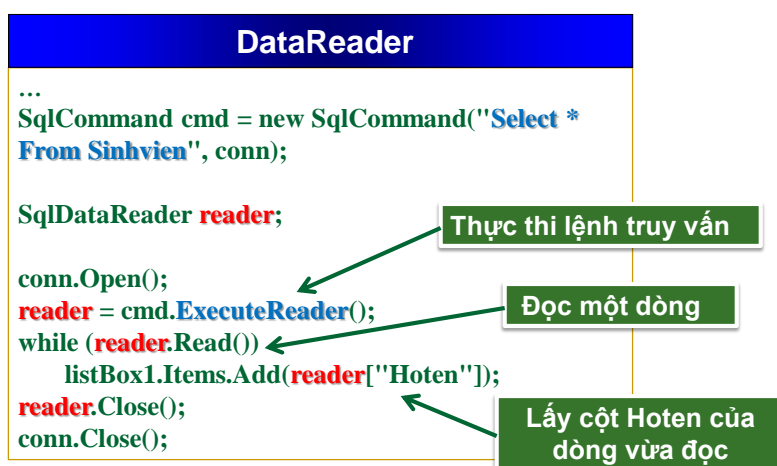 DataReader
…
SqlCommand cmd = new SqlCommand("Select *
From Sinhvien", conn);
SqlDataReader reader;
Thực thi lệnh truy vấn
conn.Open();
reader = cmd.ExecuteReader();
Đọc một dòng
while (reader.Read())
listBox1.Items.Add(reader["Hoten"]);
reader.Close();
conn.Close();
Lấy cột Hoten của
dòng vừa đọc